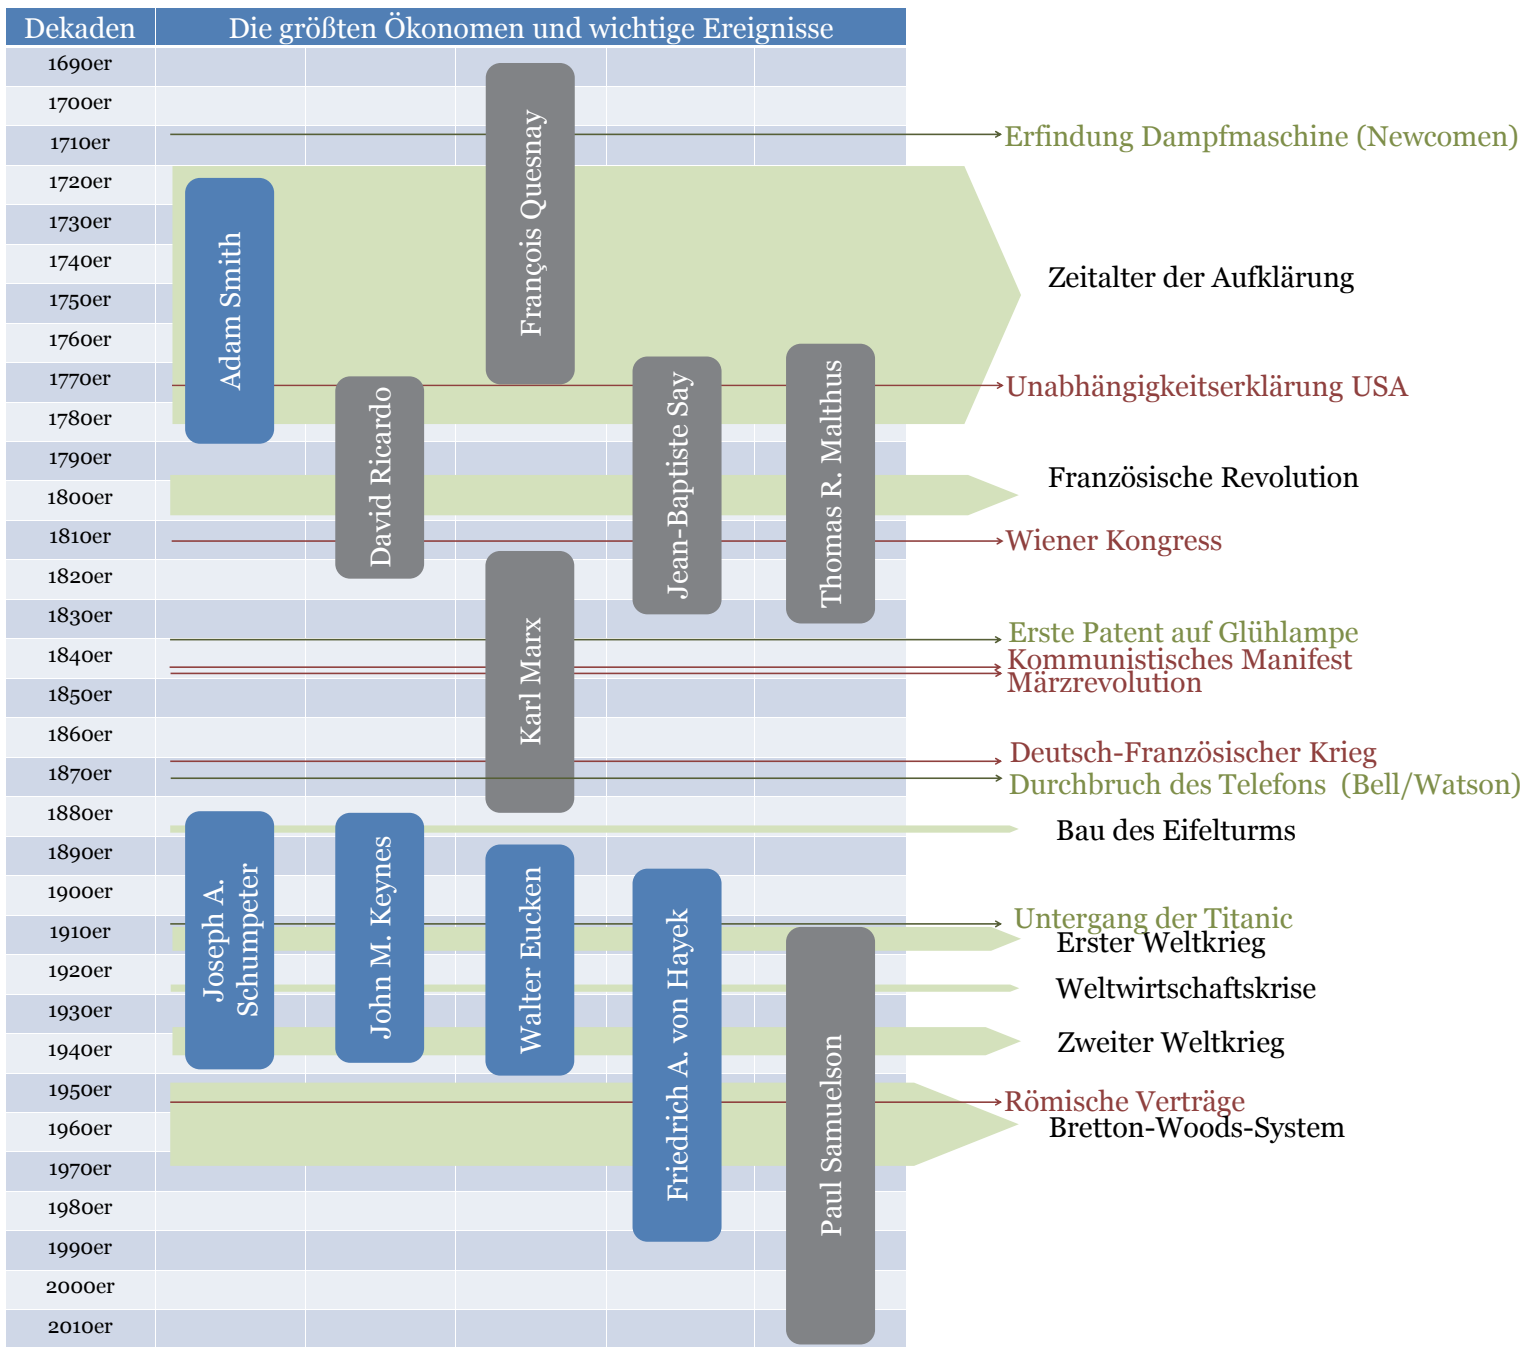 Dekaden
Die größten Ökonomen und wichtige Ereignisse
1690er
1700er
1710er
1720er
1730er
1740er
1750er
1760er
1770er
1780er
1790er
1800er
1810er
1820er
1830er
1840er
1850er
1860er
1870er
1880er
1890er
1900er
1910er
1920er
1930er
1940er
1950er
1960er
1970er
1980er
1990er
2000er
2010er
Adam Smith
David Ricardo
François Quesnay
Jean-Baptiste Say
Thomas R. Malthus
Karl Marx
Joseph A.
Schumpeter
John M. Keynes
Walter Eucken
Friedrich A. von Hayek
Paul Samuelson
Erfindung Dampfmaschine (Newcomen)
Zeitalter der Aufklärung
Unabhängigkeitserklärung USA
Französische Revolution
Wiener Kongress
Erste Patent auf Glühlampe
Kommunistisches Manifest
Märzrevolution
Deutsch-Französischer Krieg
Durchbruch des Telefons (Bell/Watson)
Bau des Eifelturms
Untergang der Titanic
Erster Weltkrieg
Weltwirtschaftskrise
Zweiter Weltkrieg
Römische Verträge
Bretton-Woods-System